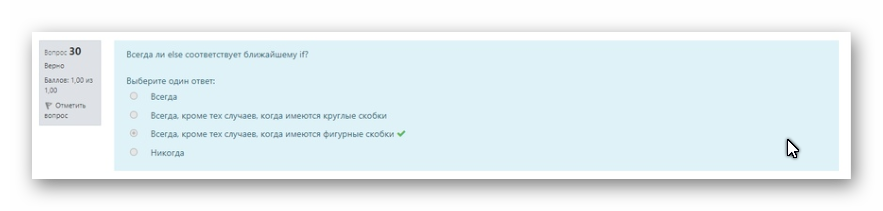 Вопрос 30
Верно
Баллов: 1,00 из
1,00
Отметить
вопрос
Всегда ли else соответствует ближайшему if?
Выберите один ответ:
Всегда
Всегда, кроме тех случаев, когда имеются круглые скобки
Всегда, кроме тех случаев, когда имеются фигурные скобки
Никогда